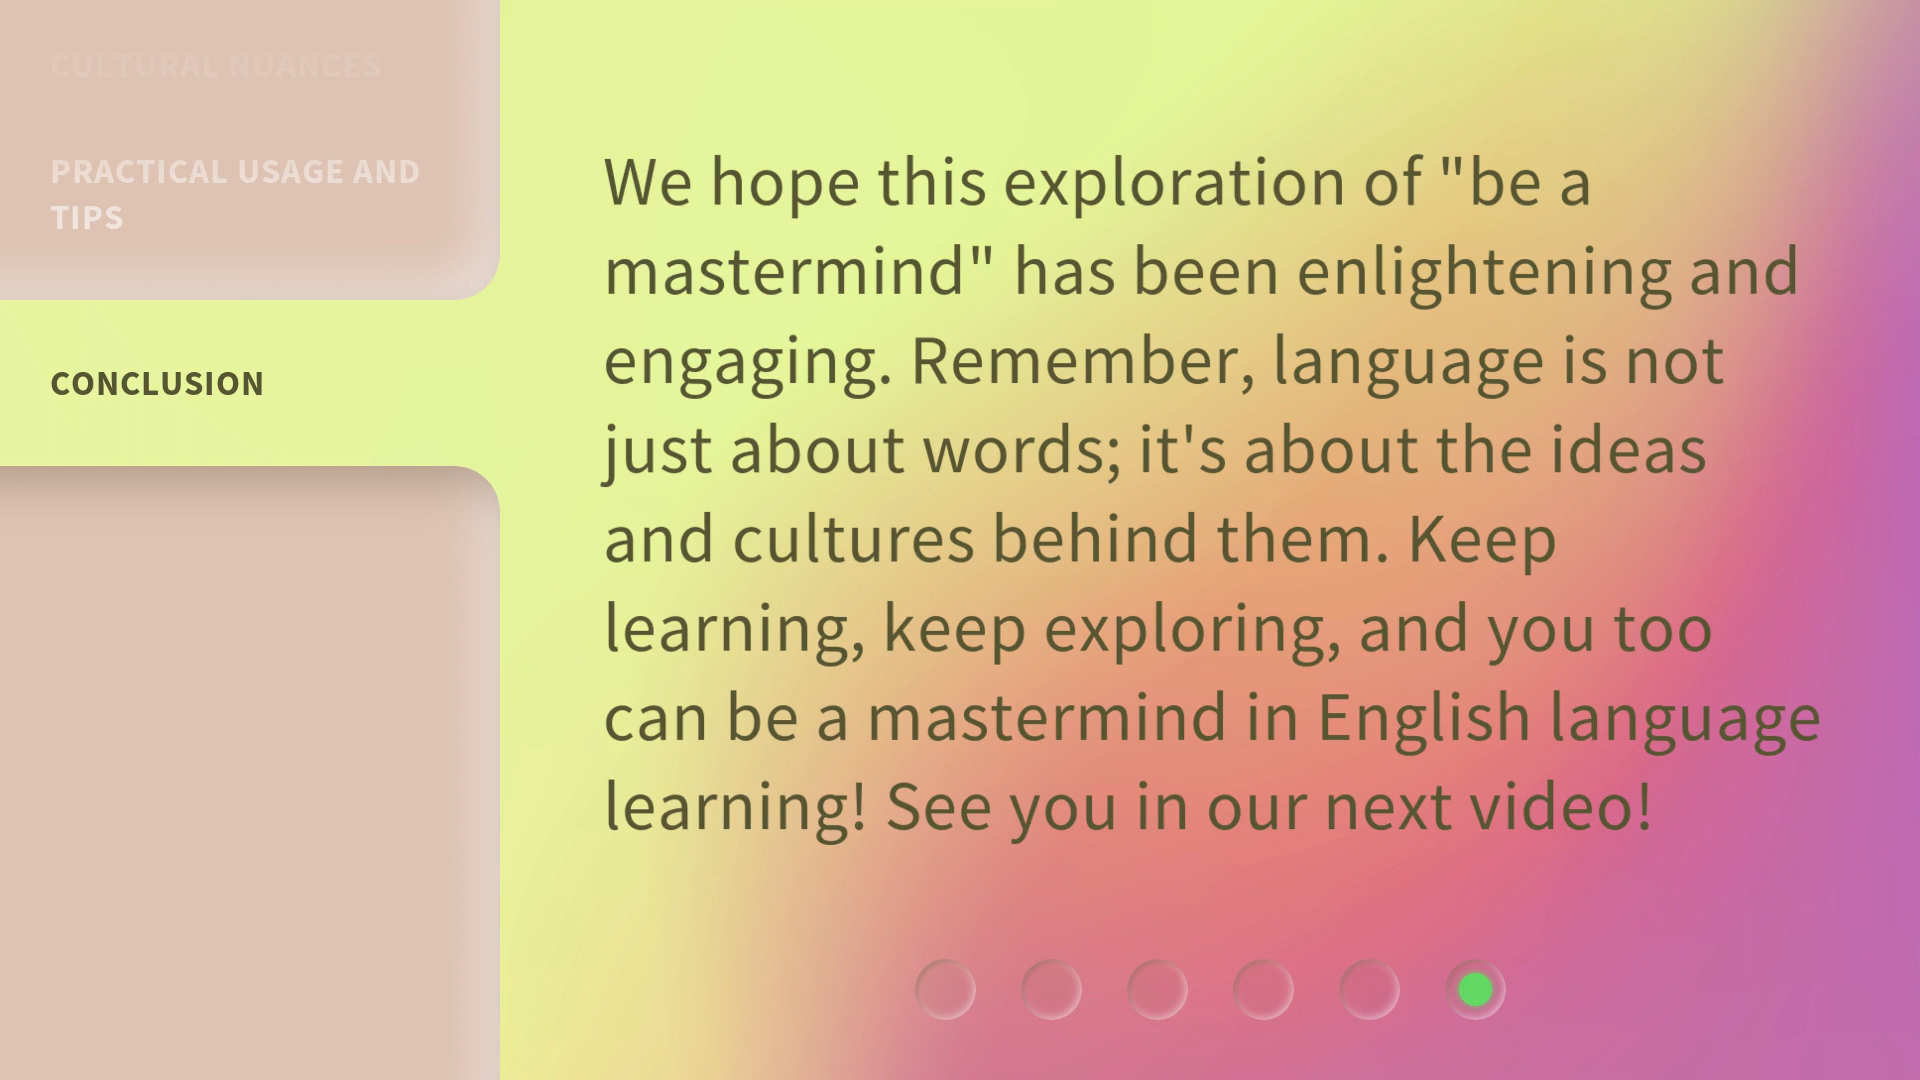 CULTURAL NUANCES
PRACTICAL USAGE AND
TIPS
CONCLUSION
We hope this exploration of "be a
mastermind" has been enlightening and
engaging. Remember, language is not
just about words; it's about the ideas
and cultures behind them. Keep
learning, keep exploring, and you too
can be a mastermind in English language
learning! See you in our next video!